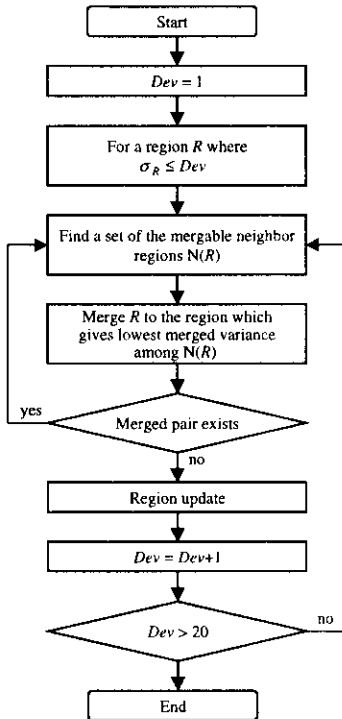 Start
Dev = 1
For a region R where
σR ≤ Dev
Find a set of the mergable neighbor
regions N(R)
Merge R to the region which
gives lowest merged variance
among N(R)
yes
Merged pair exists
no
Region update
Dev = Dev+1
no
Dev > 20
End